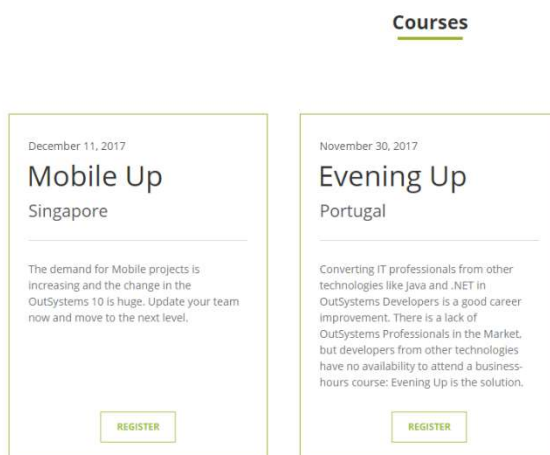 Courses
December 11, 2017
Mobile Up
Singapore
The demand for Mobile projects is
increasing and the change in the
OutSystems 10 is huge. Update your team
now and move to the next level.
REGISTER
November 30, 2017
Evening Up
Portugal
Converting IT professionals from other
technologies like Java and .NET in
OutSystems Developers is a good career
improvement. There is a lack of
OutSystems Professionals in the Market,
but developers from other technologies
have no availability to attend a business-
hours course: Evening Up is the solution.
REGISTER